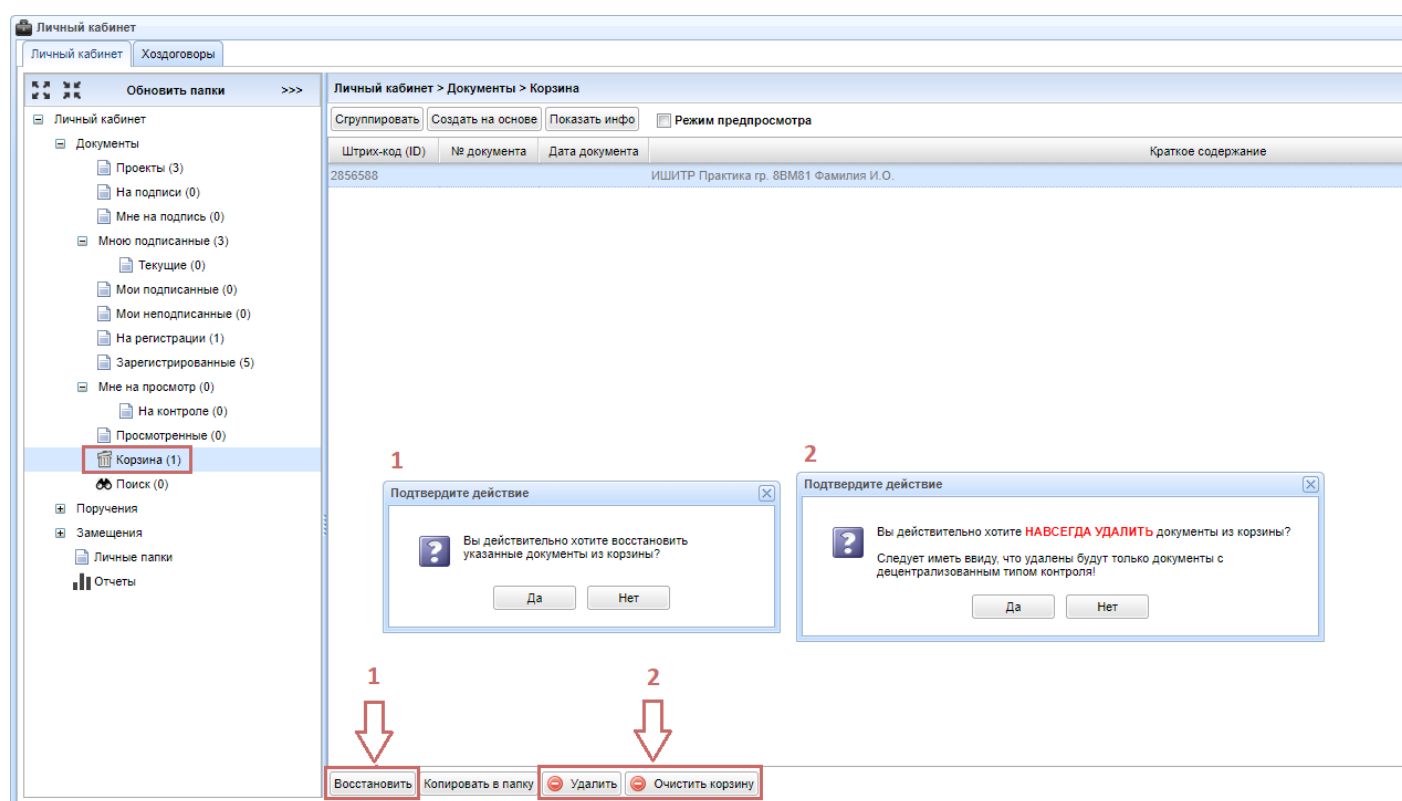 Личный кабинет
Личный кабинет Хоздоговоры
Обновить папки >>>
Личный кабинет > Документы > Корзина
Сгруппировать Создать на основе Показать инфо Режим предпросмотра
Штрих-код (ID) № документа Дата документа Краткое содержание
2856588 ИШИТР Практика гр. 8ВМ81 Фамилия И.О.
Личный кабинет
Документы
Проекты (3)
На подписи (0)
Мне на подпись (0)
Мною подписанные (3)
Текущие (0)
Мои подписанные (0)
Мои неподписанные (0)
На регистрации (1)
Зарегистрированные (5)
Мне на просмотр (0)
На контроле (0)
Просмотренные (0)
Корзина (1)
Поиск (0)
Поручения
Замещения
Личные папки
Отчеты
1
Подтвердите действие
Вы действительно хотите восстановить
указанные документы из корзины?
Да Нет
2
Подтвердите действие
Вы действительно хотите НАВСЕГДА УДАЛИТЬ документы из корзины?
Следует иметь ввиду, что удалены будут только документы с
децентрализованным типом контроля!
Да Нет
1
2
Восстановить Копировать в папку Удалить Очистить корзину